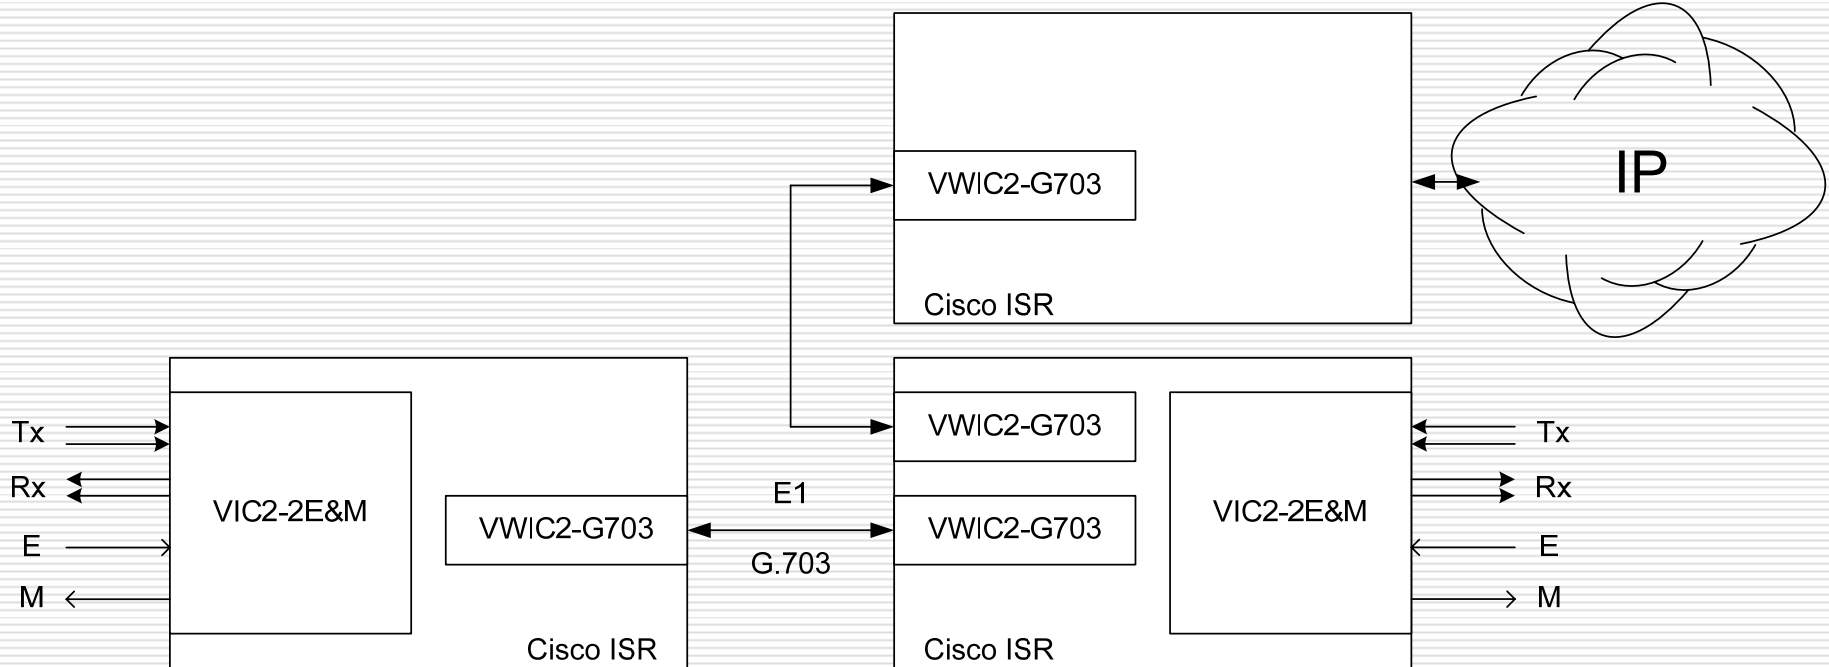 VWIC2-G703
IP
Cisco ISR
Tx
Rx
E
M
VIC2-2E&M
VWIC2-G703
Cisco ISR
E1
G.703
VWIC2-G703
VWIC2-G703
Cisco ISR
VIC2-2E&M
Tx
Rx
E
M